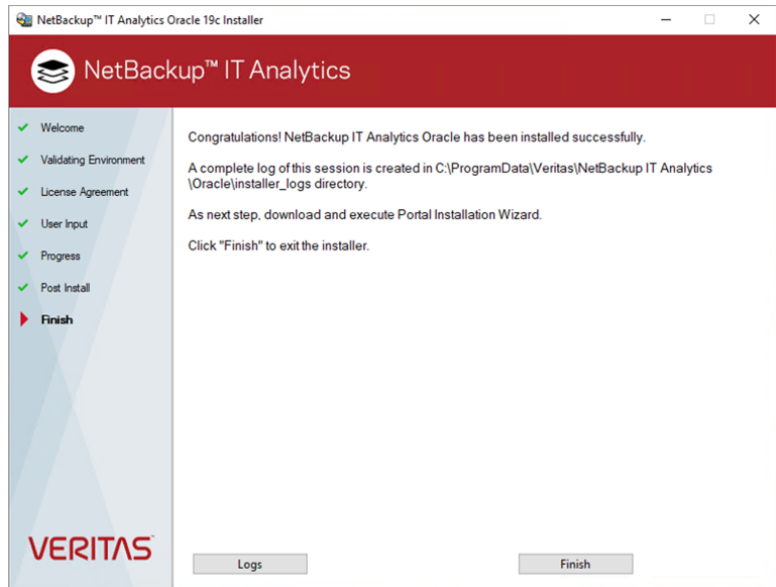 NetBackup™ IT Analytics Oracle 19c Installer
NetBackup™ IT Analytics
Welcome
Validating Environment
License Agreement
User Input
Progress
Post Install
Finish
Congratulations! NetBackup IT Analytics Oracle has been installed successfully.
A complete log of this session is created in C:\ProgramData\Veritas\NetBackup IT Analytics
\Oracle\installer_logs directory.
As next step, download and execute Portal Installation Wizard.
Click "Finish" to exit the installer.
VERITAS
Logs
Finish